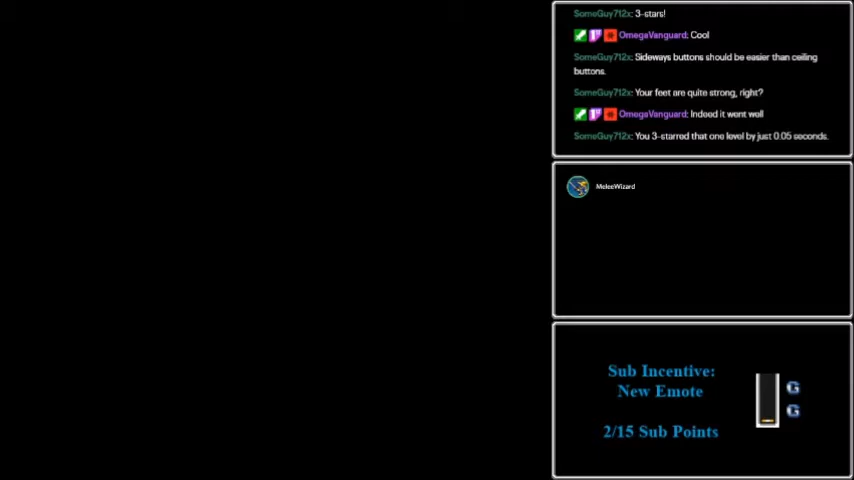 SomeGuy712x: 3-stars!
OmegaVanguard: Cool
SomeGuy712x: Sideways buttons should be easier than ceiling
buttons.
SomeGuy712x: Your feet are quite strong, right?
OmegaVanguard: Indeed it went well
SomeGuy712x: You 3-starred that one level by just 0.05 seconds.
MeleeWizard
Sub Incentive:
New Emote
2/15 Sub Points
G
G